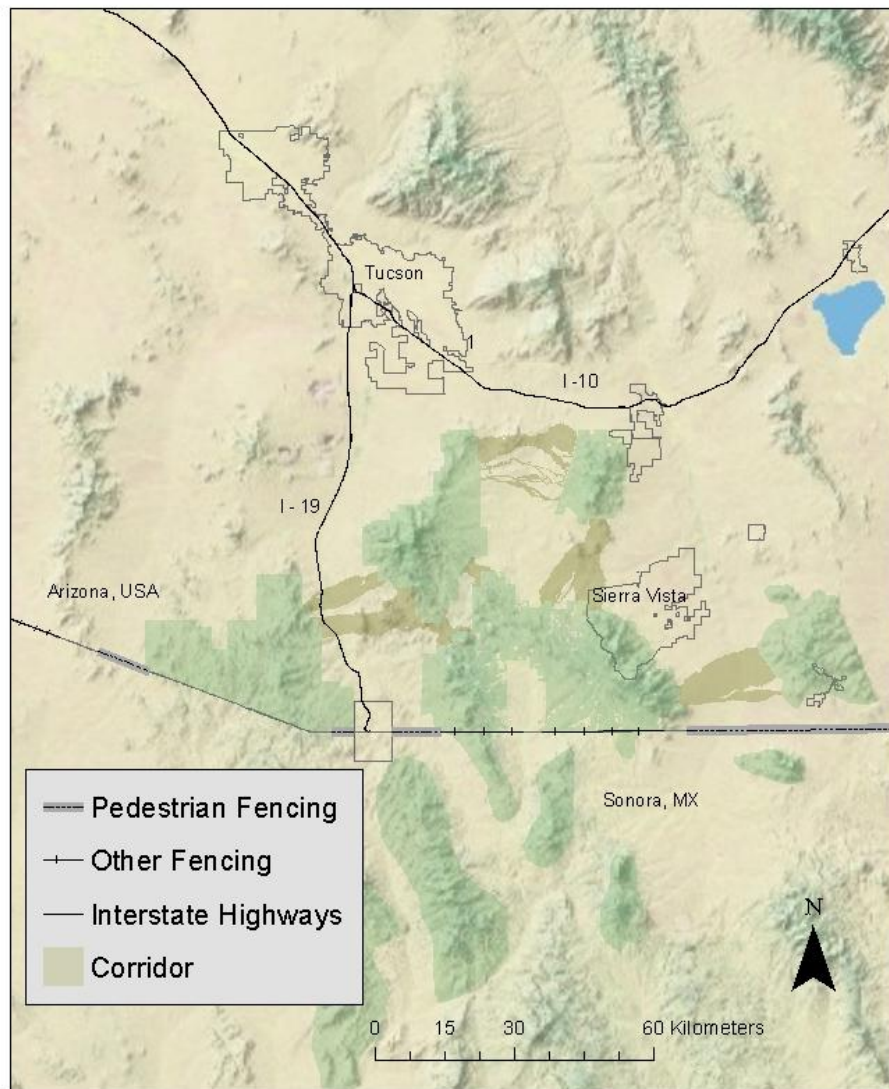 Tucson
1
I -10
I - 19
Arizona, USA
Sierra Vista
Sonora, MX
Pedestrian Fencing
Other Fencing
Interstate Highways
Corridor
N
0 15 30 60 Kilometers